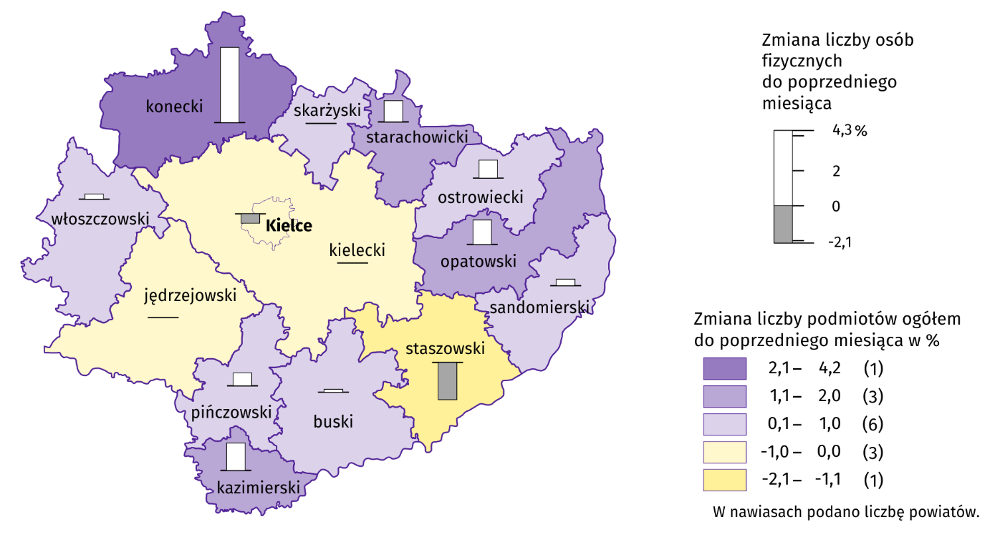 konecki
skarżyski
starachowicki
włoszczowski
ostrowiecki
Kielce
kielecki
opatowski
jędrzejowski
sandomierski
staszowski
pińczowski
buski
kazimierski
Zmiana liczby osób
fizycznych
do poprzedniego
miesiąca
4,3 %
2
0
-2,1
Zmiana liczby podmiotów ogółem
do poprzedniego miesiąca w %
2,1 – 4,2 (1)
1,1 – 2,0 (3)
0,1 – 1,0 (6)
-1,0 – 0,0 (3)
-2,1 – -1,1 (1)
W nawiasach podano liczbę powiatów.